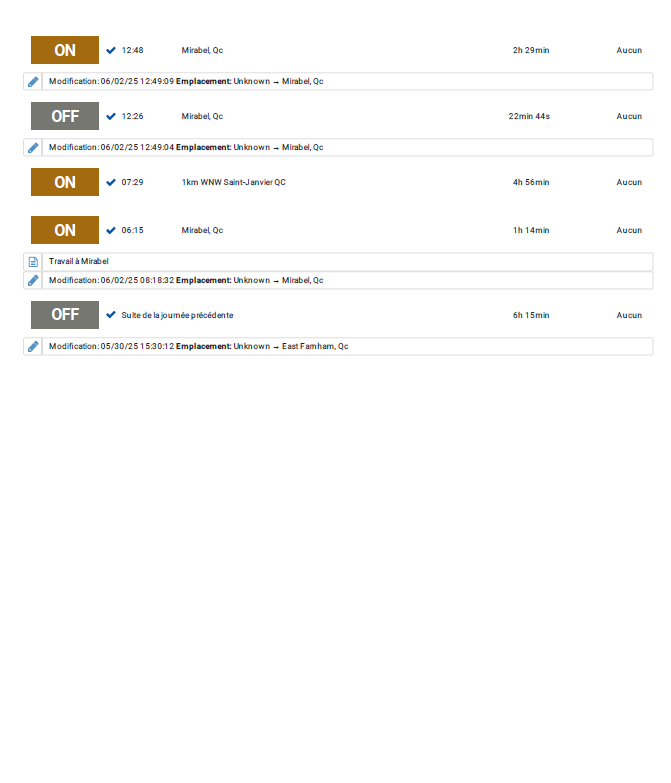 ON 12:48 Mirabel, Qc 2h 29min Aucun
Modification: 06/02/25 12:49:09 Emplacement: Unknown → Mirabel, Qc
OFF 12:26 Mirabel, Qc 22min 44s Aucun
Modification: 06/02/25 12:49:04 Emplacement: Unknown → Mirabel, Qc
ON 07:29 1km WNW Saint-Janvier QC 4h 56min Aucun
ON 06:15 Mirabel, Qc 1h 14min Aucun
Travail à Mirabel
Modification: 06/02/25 08:18:32 Emplacement: Unknown → Mirabel, Qc
OFF Suite de la journée précédente 6h 15min Aucun
Modification: 05/30/25 15:30:12 Emplacement: Unknown → East Farnham, Qc